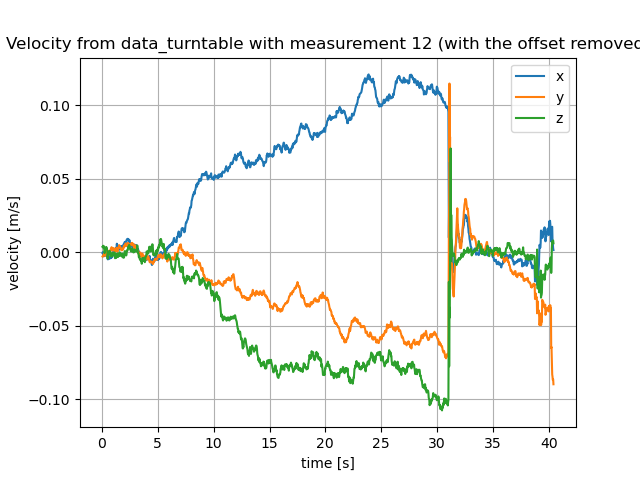 Velocity from data_turntable with measurement 12 (with the offset removed
x
y
z
velocity [m/s]
0.10
0.05
0.00
−0.05
−0.10
0 5 10 15 20 25 30 35 40
time [s]